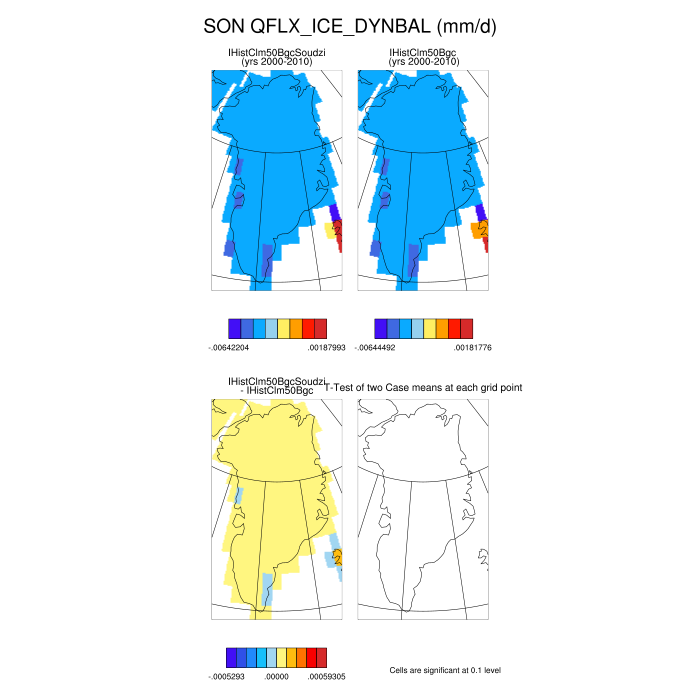 SON QFLX_ICE_DYNBAL (mm/d)
IHistClm50BgcSoudzi
(yrs 2000-2010)
IHistClm50Bgc
(yrs 2000-2010)
-.00642204 .00187993
-.00644492 .00181776
IHistClm50BgcSoudzi
- IHistClm50Bgc
T-Test of two Case means at each grid point
-.0005293 .00000 .00059305
Cells are significant at 0.1 level